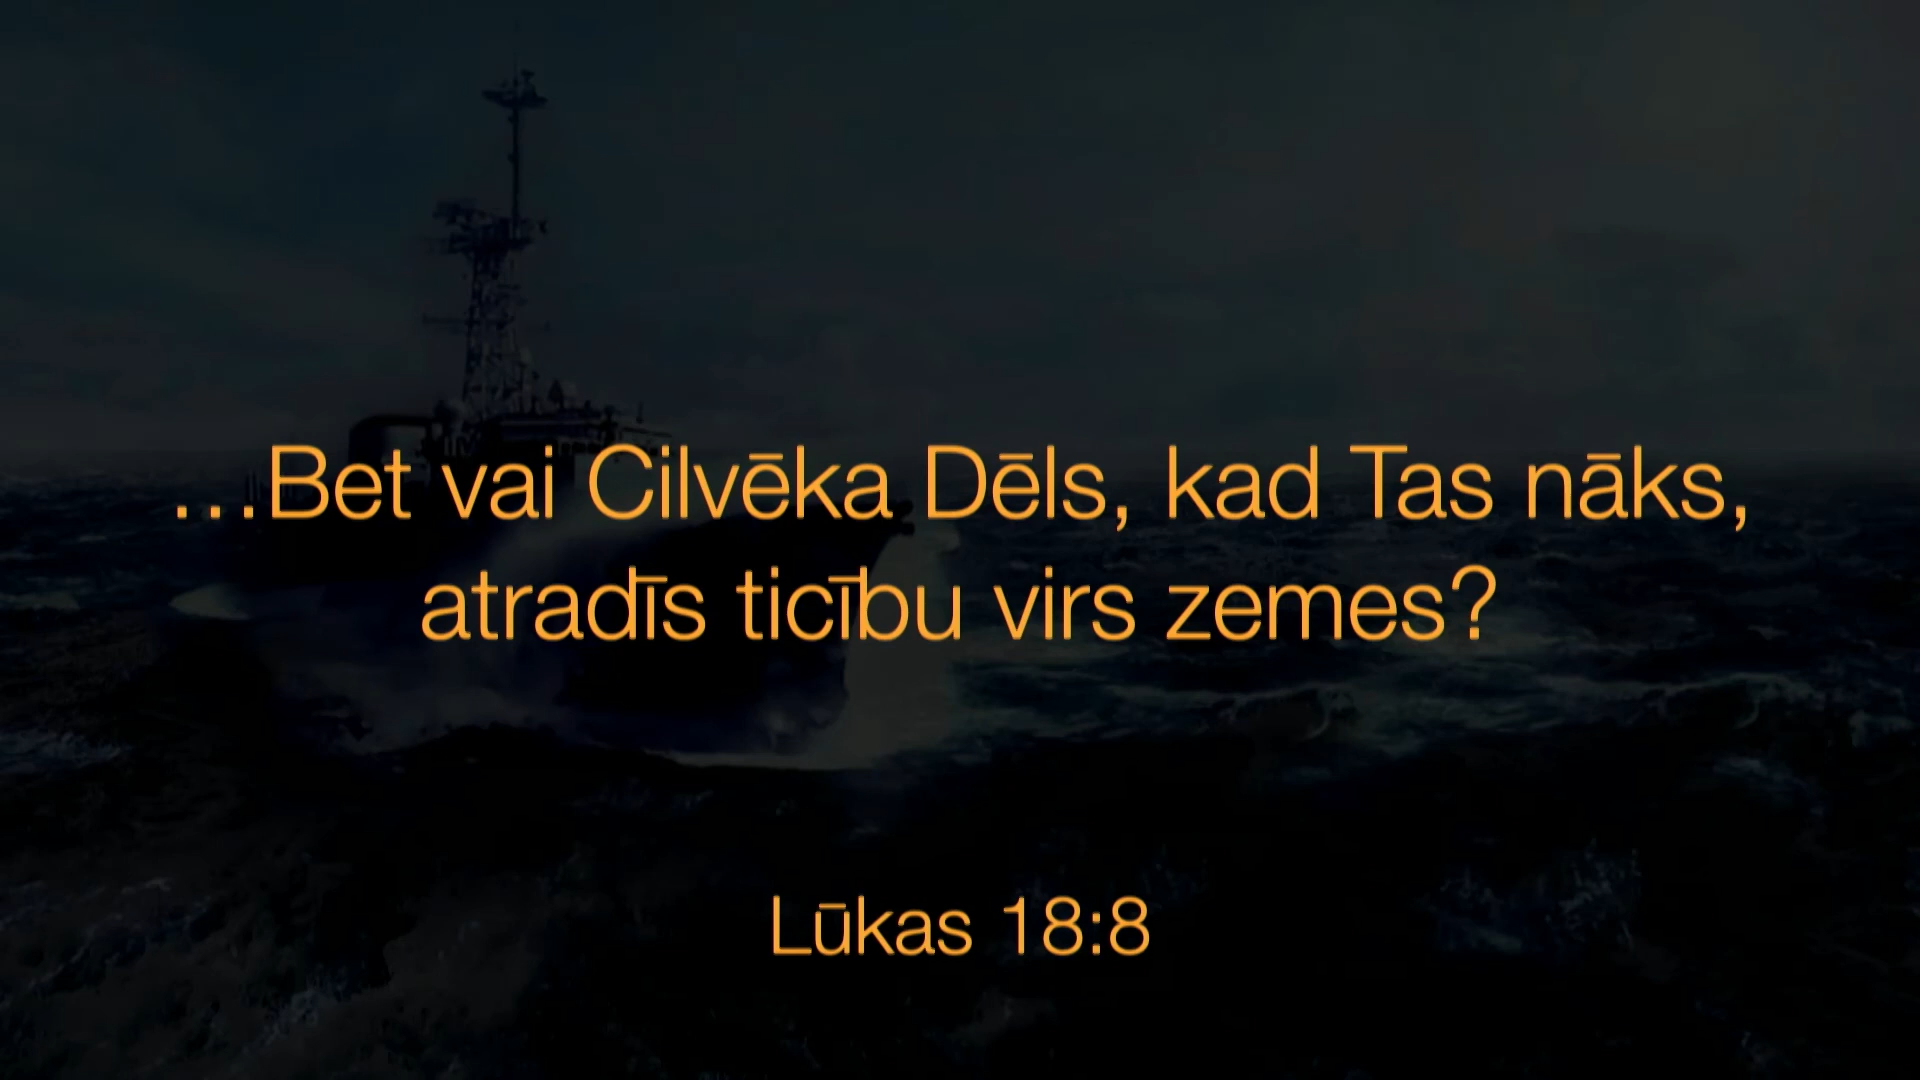 …Bet vai Cilvēka Dēls, kad Tas nāks,
atradīs ticību virs zemes?
Lūkas 18:8